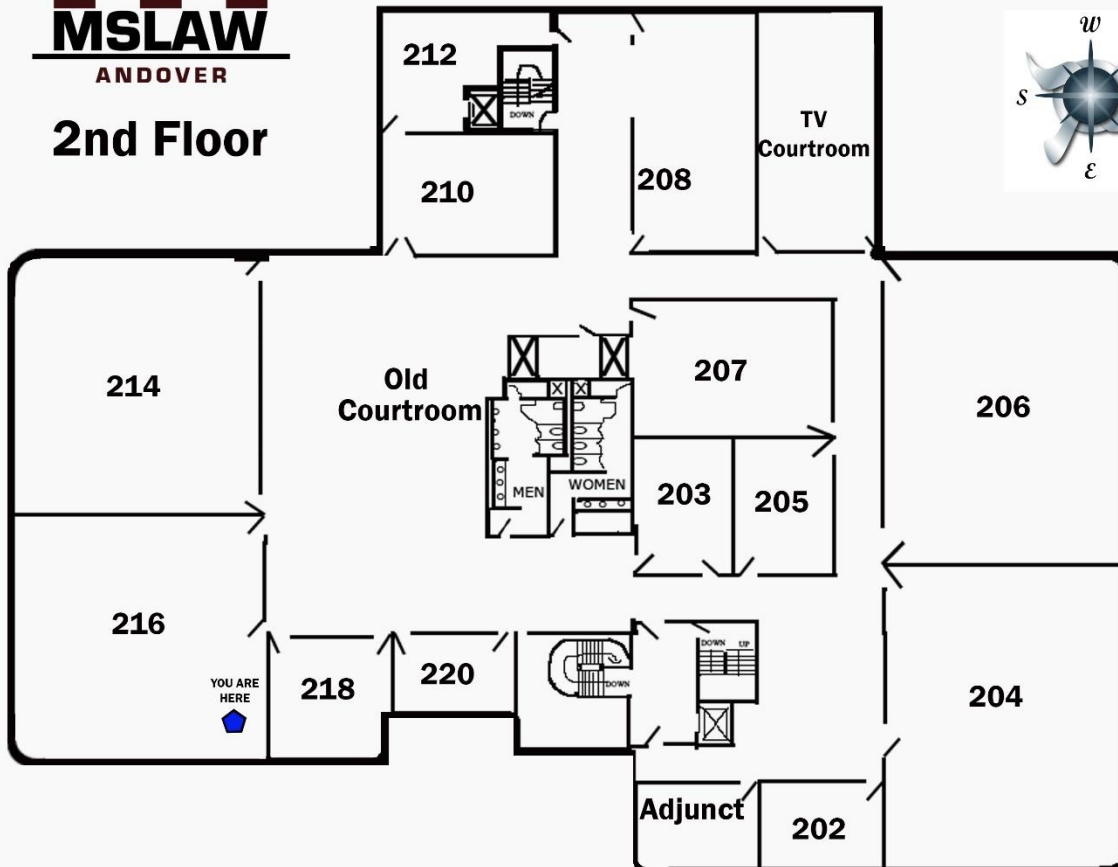 MSLAW
ANDOVER
2nd Floor
212
DOWN
210
208
TV
Courtroom
W
S
E
214
Old
Courtroom
207
206
MEN
WOMEN
203
205
216
YOU ARE
HERE
218
220
DOWN
DOWN UP
204
Adjunct
202